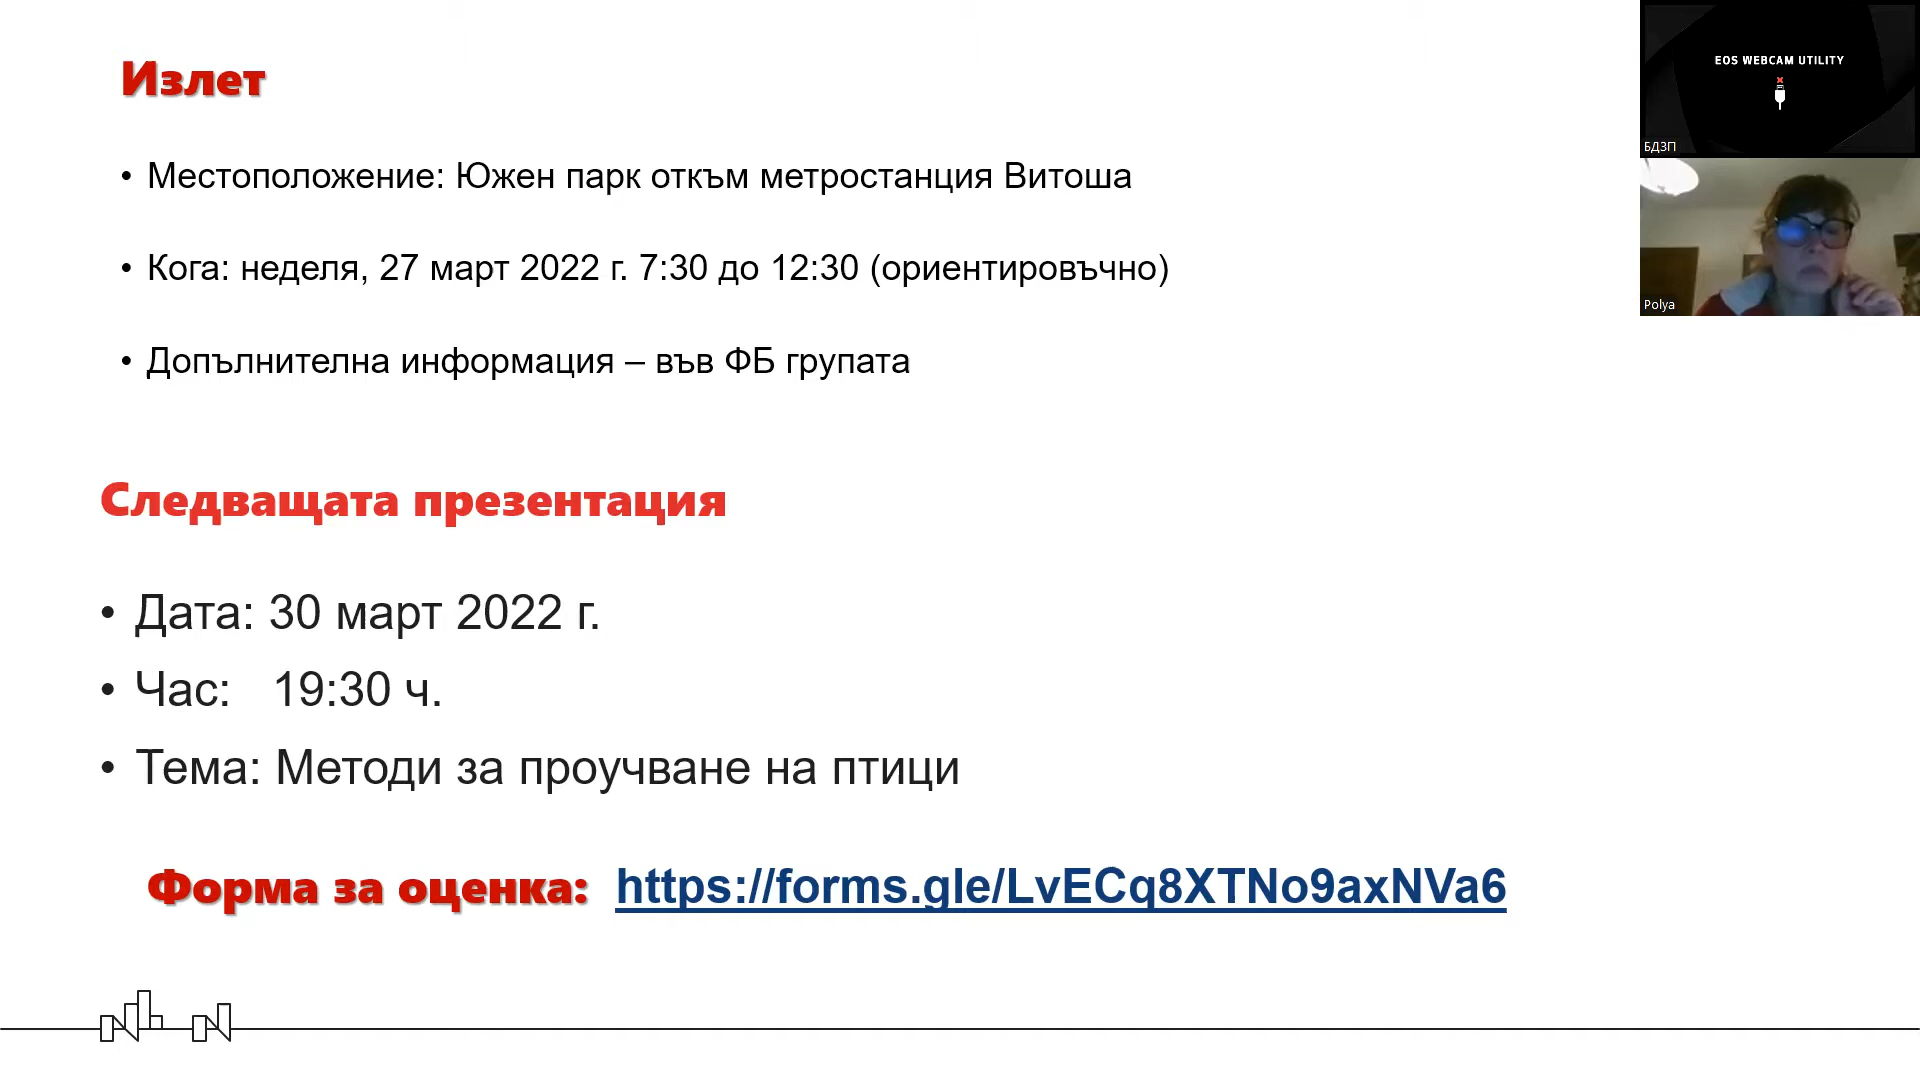 Излет
• Местоположение: Южен парк откъм метростанция Витоша
• Кога: неделя, 27 март 2022 г. 7:30 до 12:30 (ориентировъчно)
• Допълнителна информация – във ФБ групата
Следващата презентация
• Дата: 30 март 2022 г.
• Час: 19:30 ч.
• Тема: Методи за проучване на птици
Форма за оценка: https://forms.gle/LvECq8XTNo9axNVa6
EOS WEBCAM UTILITY
БДЗП
Polya